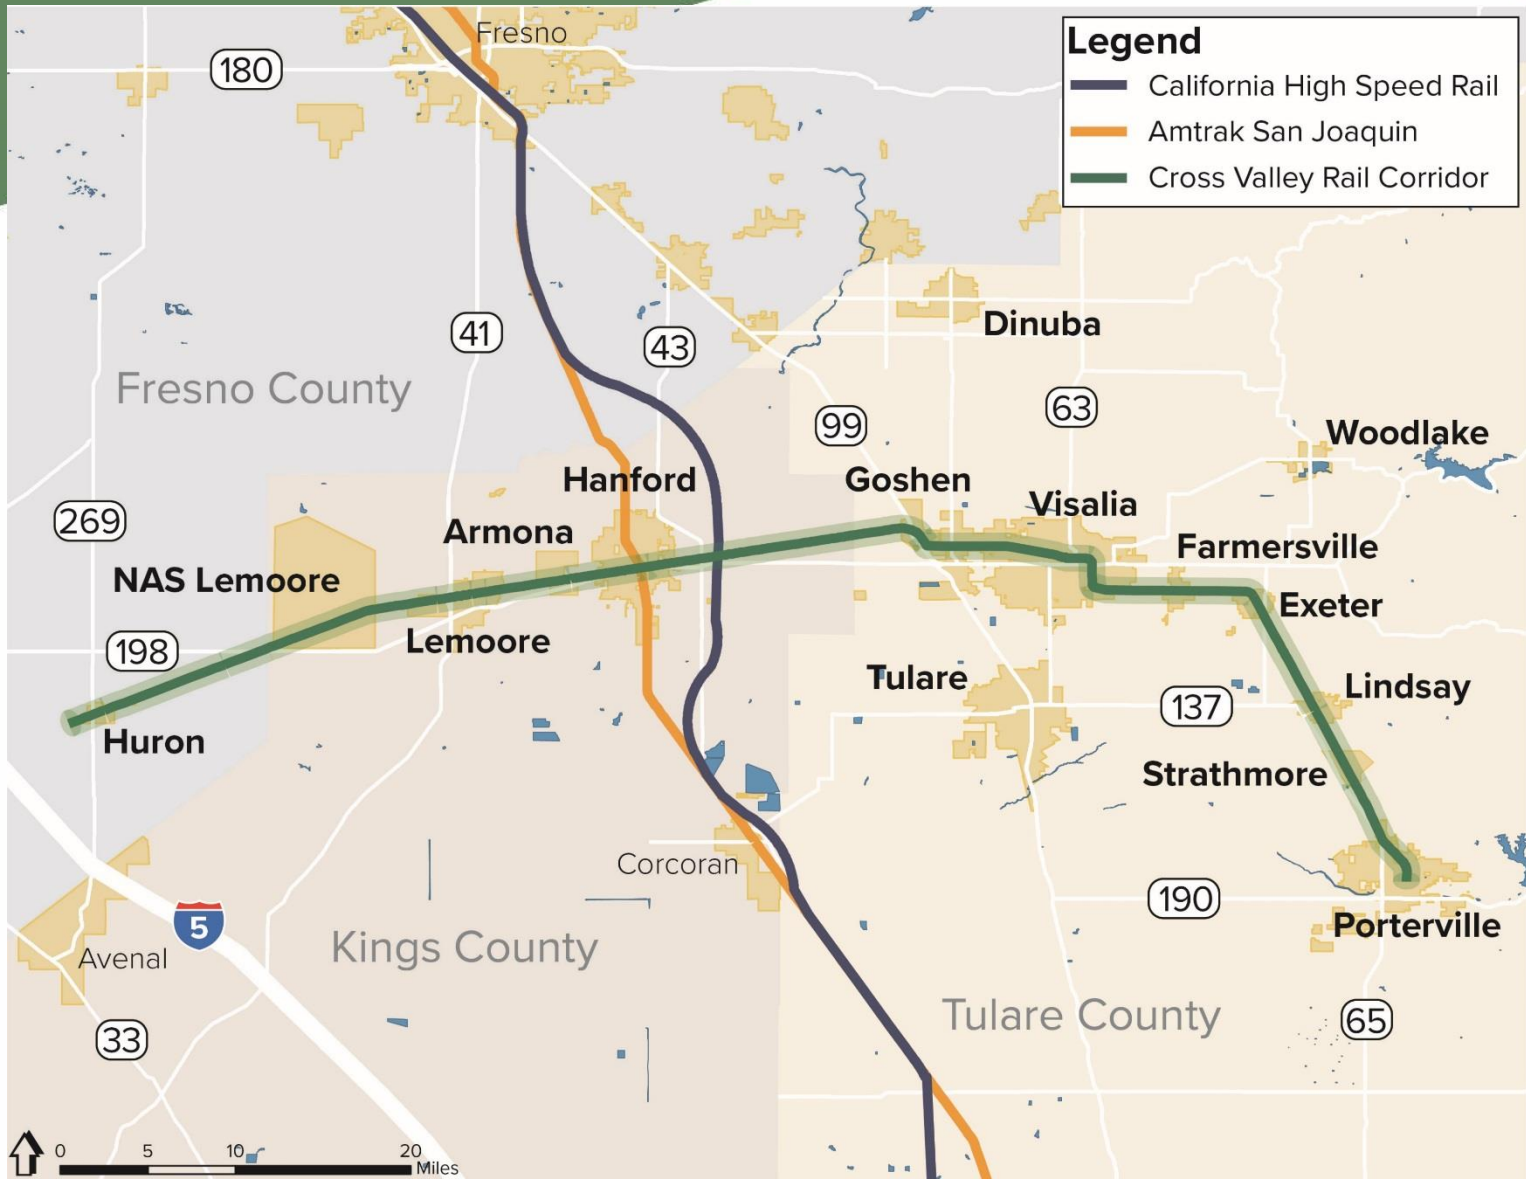 Legend
California High Speed Rail
Amtrak San Joaquin
Cross Valley Rail Corridor
Fresno
180
41
43
Dinuba
Fresno County
99
63
Woodlake
Hanford
Goshen
Visalia
269
Armona
Farmersville
NAS Lemoore
Exeter
198
Lemoore
Tulare
Lindsay
137
Huron
Strathmore
Corcoran
190
5
Porterville
Kings County
Avenal
Tulare County
65
33
0 5 10 20
Miles